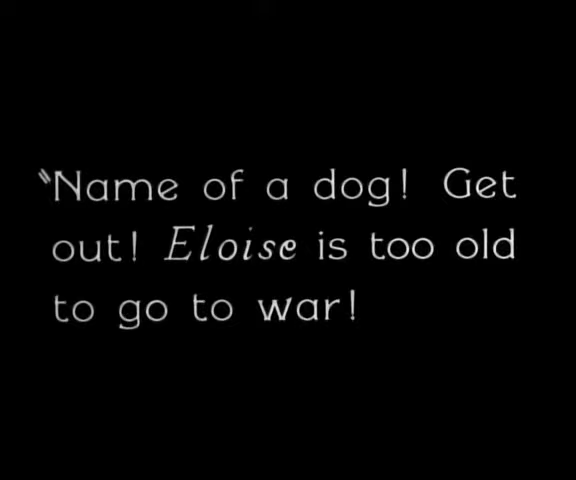 "Name of a dog! Get
out! Eloise is too old
to go to war!